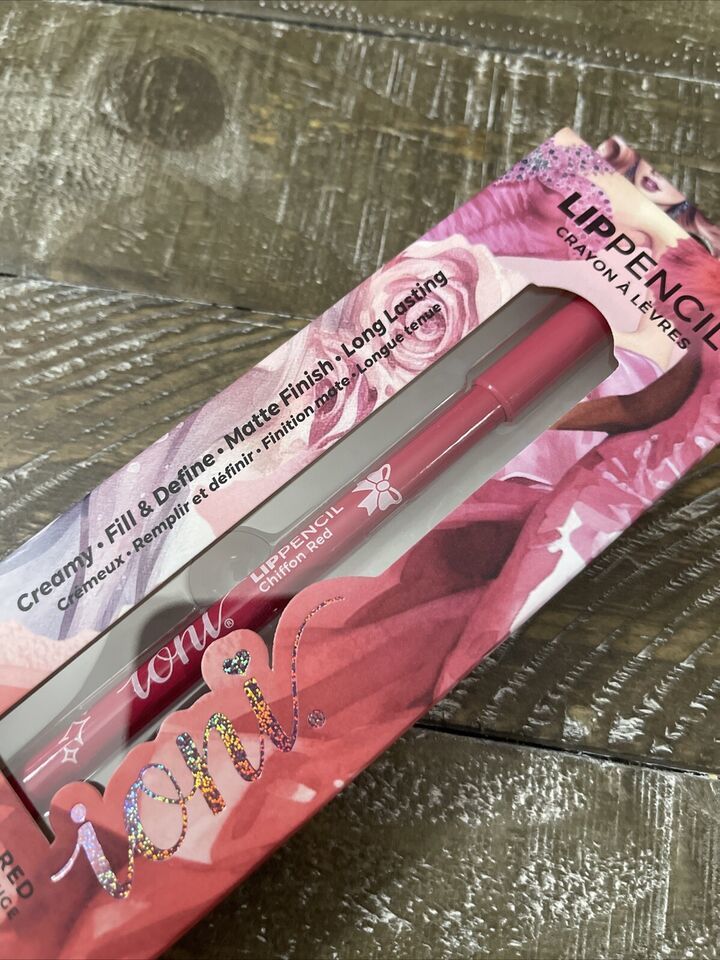 LIPPENCIL
CRAYON À LÈVRES
Creamy • Fill & Define • Matte Finish • Long Lasting
Crémeux • Remplir et définir • Finition mate • Longue tenue
ioni®
LIPPENCIL
Chiffon Red
ioni®
RED